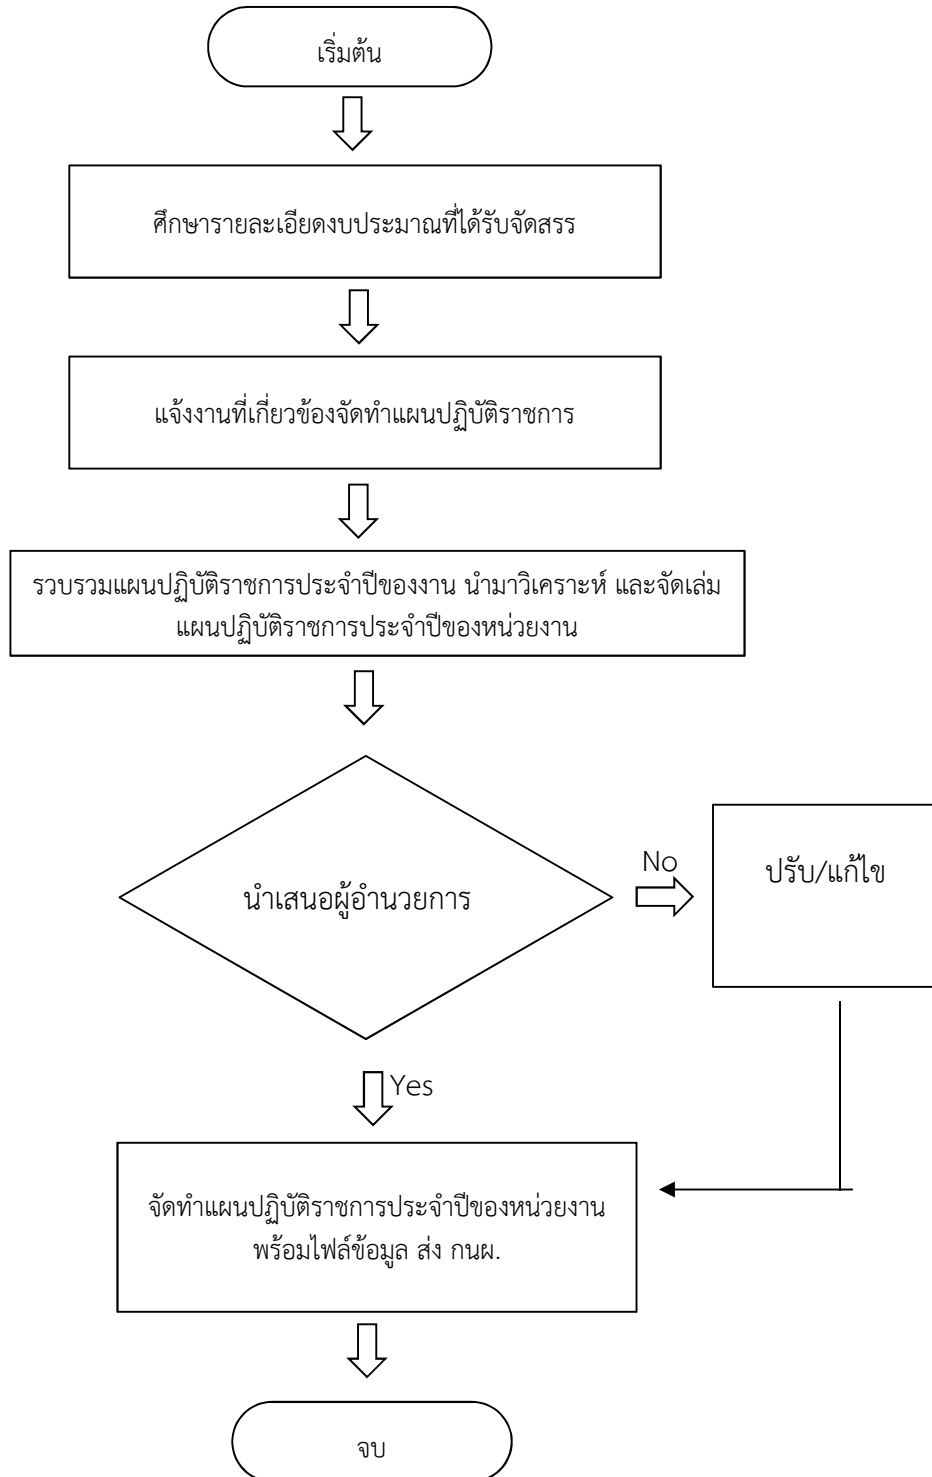 เริ่มต้น
ศึกษารายละเอียดงบประมาณที่ได้รับจัดสรร
แจ้งงานที่เกี่ยวข้องจัดทำแผนปฏิบัติราชการ
รวบรวมแผนปฏิบัติราชการประจำปีของงาน นำมาวิเคราะห์ และจัดเล่ม
แผนปฏิบัติราชการประจำปีของหน่วยงาน
นำเสนอผู้อำนวยการ
No
ปรับ/แก้ไข
Yes
จัดทำแผนปฏิบัติราชการประจำปีของหน่วยงาน
พร้อมไฟล์ข้อมูล ส่ง กนผ.
จบ